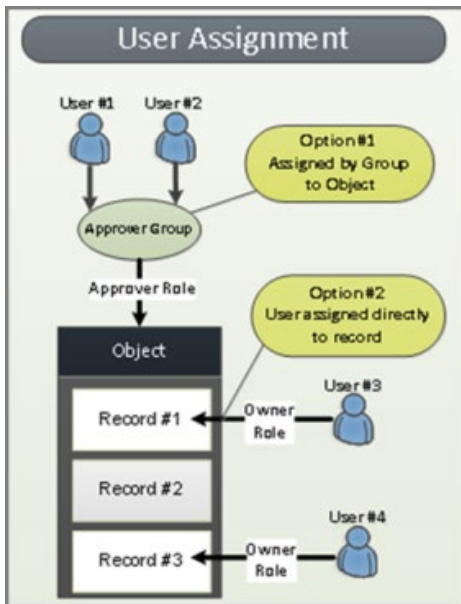 User Assignment
User #1
User #2
Option #1
Assigned by Group
to Object
Approver Group
Approver Role
Option #2
User assigned directly
to record
Object
User #3
Record #1
Owner
Role
Record #2
User #4
Record #3
Owner
Role